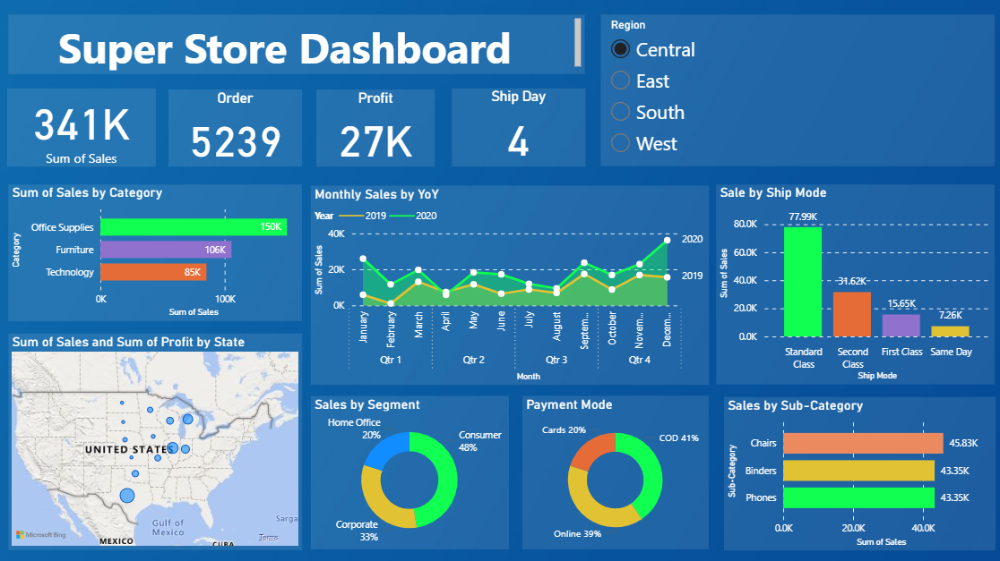 Super Store Dashboard
Region
Central
East
South
West
341K
Sum of Sales
Order
5239
Profit
27K
Ship Day
4
Sum of Sales by Category
Category
Office Supplies
150K
Furniture
106K
Technology
85K
0K
100K
Sum of Sales
Monthly Sales by YoY
Year
2019
2020
Sum of Sales
40K
20K
0K
2020
2019
January
February
March
April
May
June
July
August
Septem...
October
Novem...
Decem...
Qtr 1
Qtr 2
Qtr 3
Qtr 4
Month
Sale by Ship Mode
Sum of Sales
80.0K
60.0K
40.0K
20.0K
0.0K
77.99K
31.62K
15.65K
7.26K
Standard
Class
Second
Class
First Class
Same Day
Ship Mode
Sum of Sales and Sum of Profit by State
UNITED STATES
Gulf of
Mexico
MEXICO
CUBA
Sarga
Microsoft Bing
Terms
Sales by Segment
Home Office
20%
Consumer
48%
Corporate
33%
Payment Mode
Cards 20%
COD 41%
Online 39%
Sales by Sub-Category
Sub-Category
Chairs
45.83K
Binders
43.35K
Phones
43.35K
0.0K
20.0K
40.0K
Sum of Sales